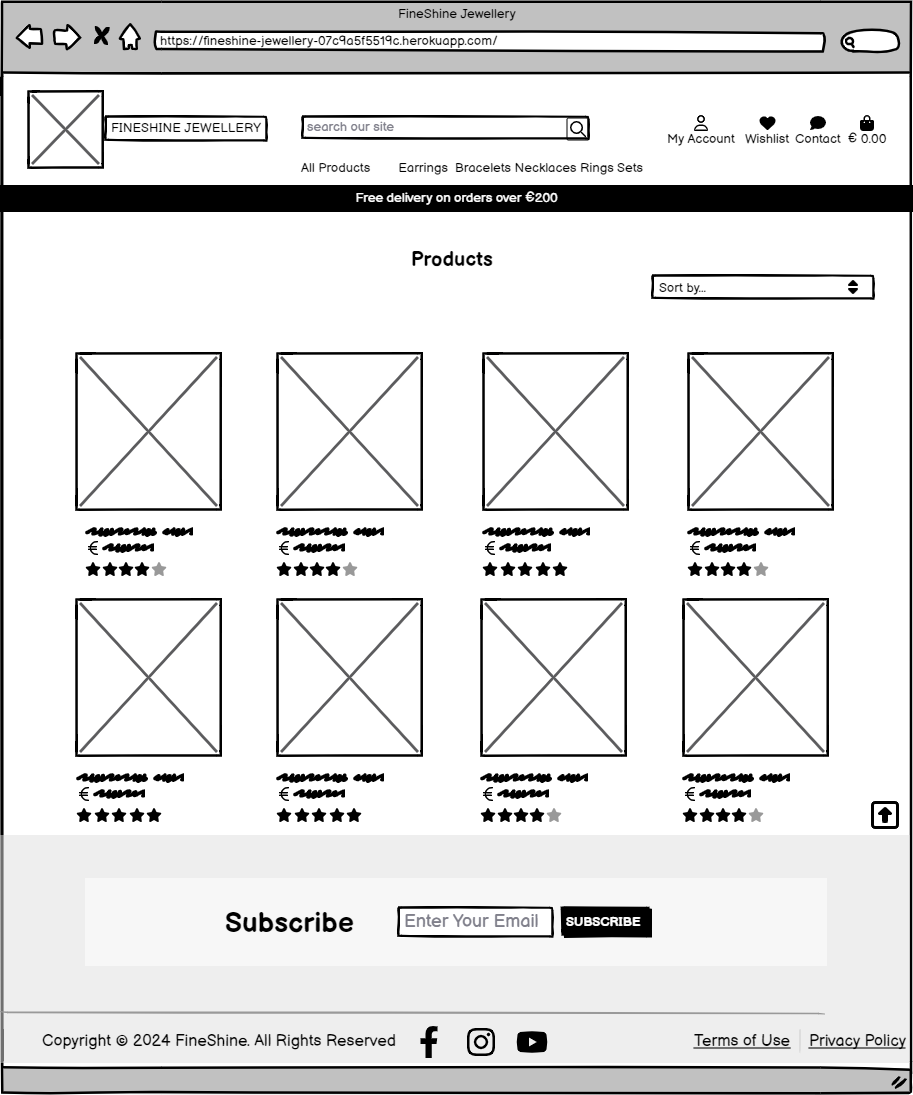 FineShine Jewellery
https://fineshine-jewellery-07c9a5f5519c.herokuapp.com/
FINESHINE JEWELLERY
search our site
My Account Wishlist Contact € 0.00
All Products Earrings Bracelets Necklaces Rings Sets
Free delivery on orders over €200
Products
Sort by...
€ € € €
€ € € €
Subscribe Enter Your Email SUBSCRIBE
Copyright © 2024 FineShine. All Rights Reserved Terms of Use Privacy Policy